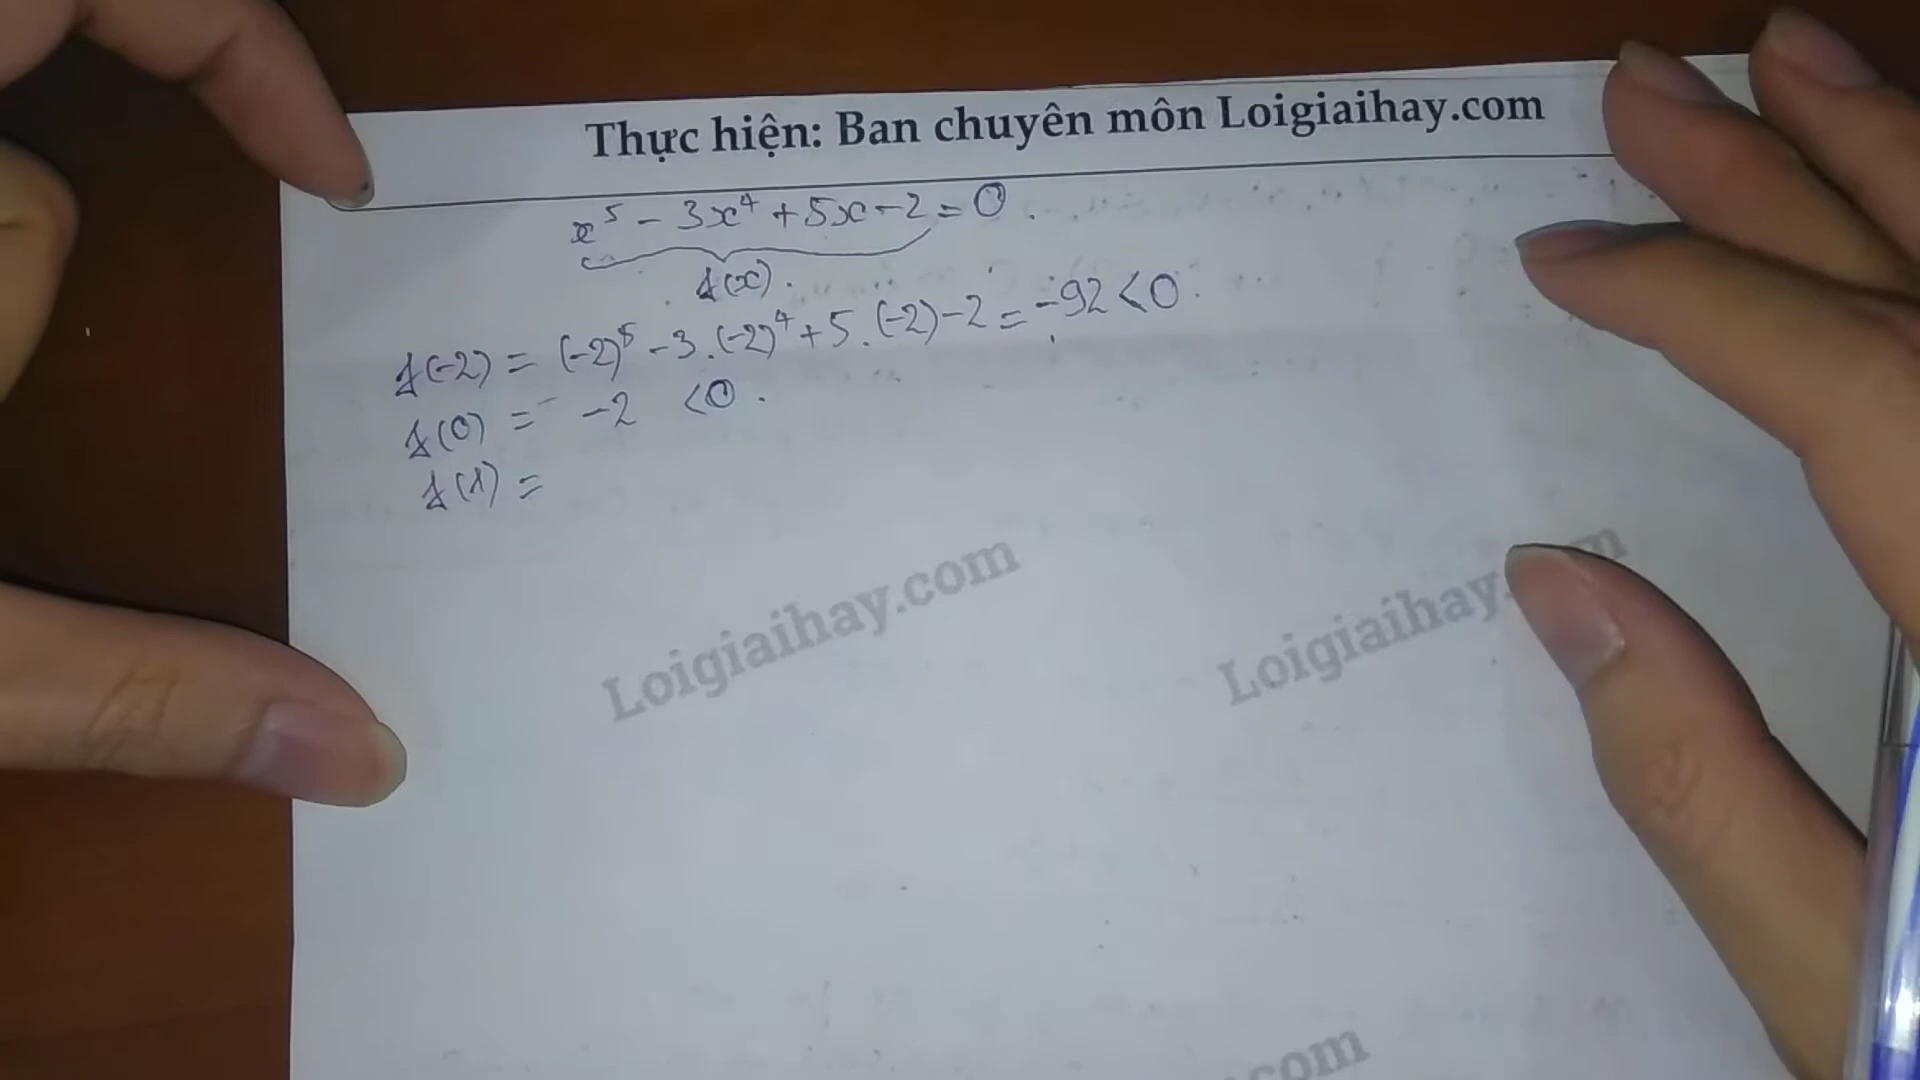 Thực hiện: Ban chuyên môn Loigiaihay.com
x⁵ - 3x⁴ + 5x - 2 = 0.
f(x).
f(-2) = (-2)⁵ - 3.(-2)⁴ + 5.(-2) - 2 = -92 < 0.
f(0) = -2 < 0.
f(1) =
Loigiaihay.com
Loigiaihay.com
com